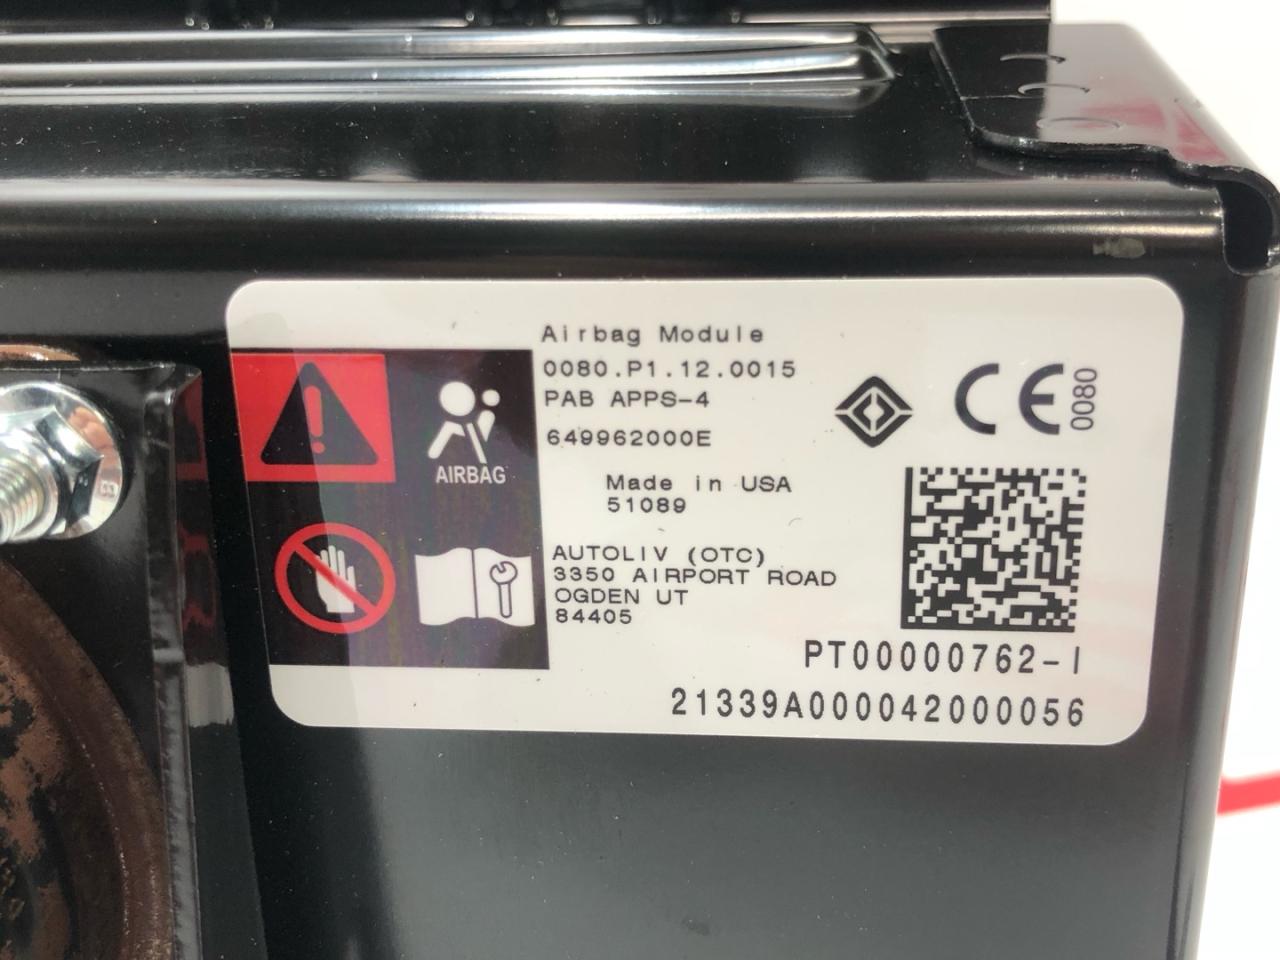 Airbag Module
0080.P1.12.0015
PAB APPS-4
649962000E
Made in USA
51089
AUTOLIV (OTC)
3350 AIRPORT ROAD
OGDEN UT
84405
AIRBAG
CE 0080
PT00000762-I
21339A000042000056